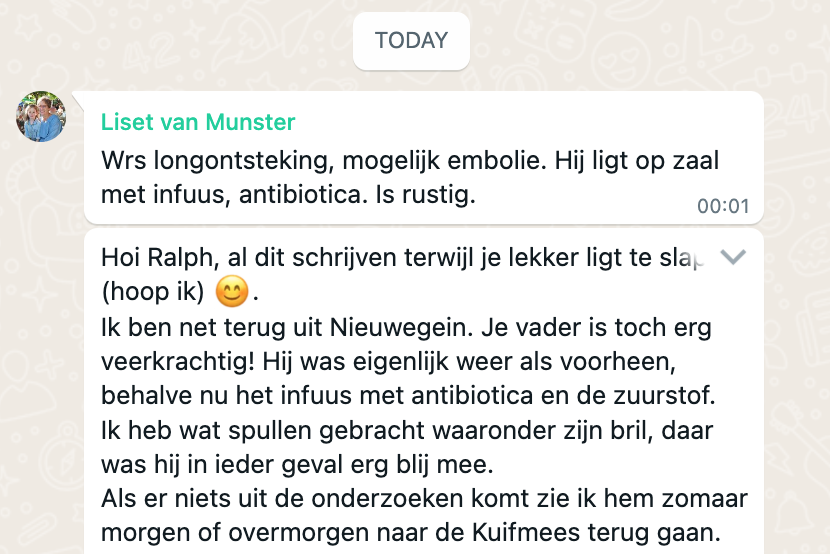 TODAY
Liset van Munster
Wrs longontsteking, mogelijk embolie. Hij ligt op zaal
met infuus, antibiotica. Is rustig.
00:01
Hoi Ralph, al dit schrijven terwijl je lekker ligt te
(hoop ik) 😊.
Ik ben net terug uit Nieuwegein. Je vader is toch erg
veerkrachtig! Hij was eigenlijk weer als voorheen,
behalve nu het infuus met antibiotica en de zuurstof.
Ik heb wat spullen gebracht waaronder zijn bril, daar
was hij in ieder geval erg blij mee.
Als er niets uit de onderzoeken komt zie ik hem zomaar
morgen of overmorgen naar de Kuifmees terug gaan.